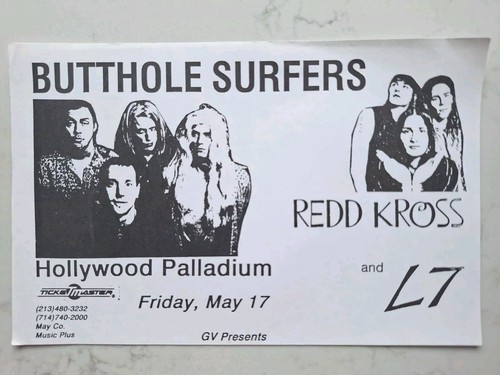 BUTTHOLE SURFERS
REDD KROSS
Hollywood Palladium
and L7
TICKETMASTER®
(213)480-3232
(714)740-2000
May Co.
Music Plus
Friday, May 17
GV Presents